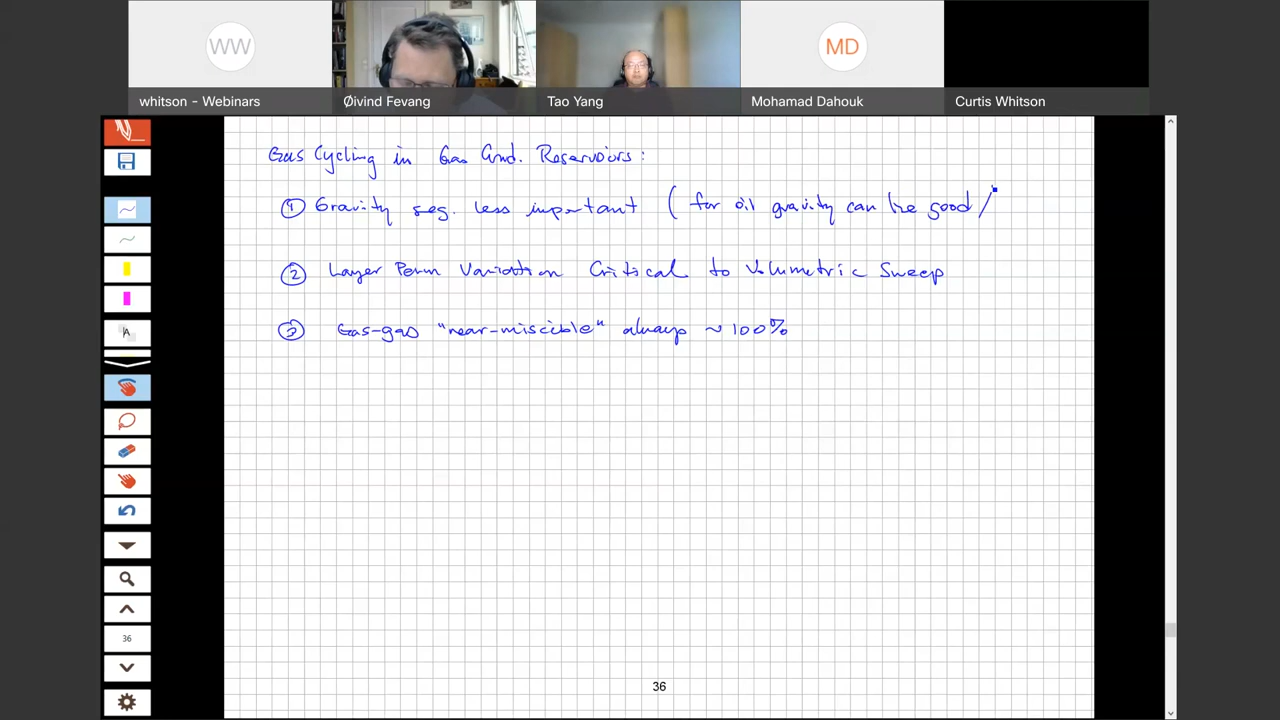 WW
MD
whitson - Webinars
Øivind Fevang
Tao Yang
Mohamad Dahouk
Curtis Whitson
Gas Cycling in Gas Cond. Reservoirs:
① Gravity seg. less important (for oil gravity can be good/
② Layer Perm Variation Critical to Volumetric Sweep
③ Gas-gas "near-miscible" always ~ 100%
A
36
36